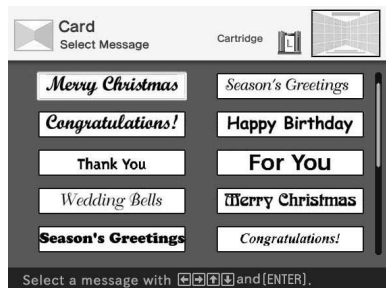 Card
Select Message
Cartridge L
Merry Christmas
Season's Greetings
Congratulations!
Happy Birthday
Thank You
For You
Wedding Bells
Merry Christmas
Season's Greetings
Congratulations!
Select a message with ←→↑↓ and [ENTER].